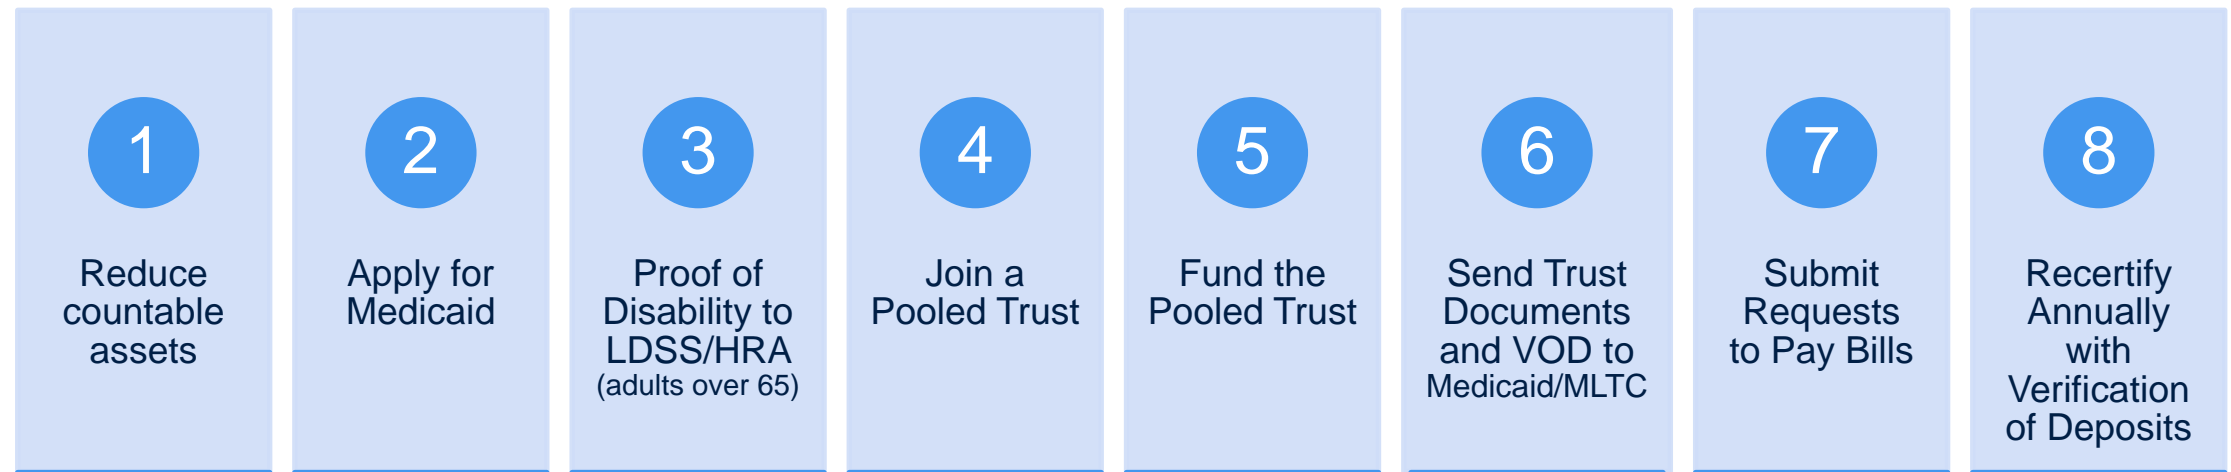 1
Reduce
countable
assets
2
Apply for
Medicaid
3
Proof of
Disability to
LDSS/HRA
(adults over 65)
4
Join a
Pooled Trust
5
Fund the
Pooled Trust
6
Send Trust
Documents
and VOD to
Medicaid/MLTC
7
Submit
Requests
to Pay Bills
8
Recertify
Annually
with
Verification
of Deposits